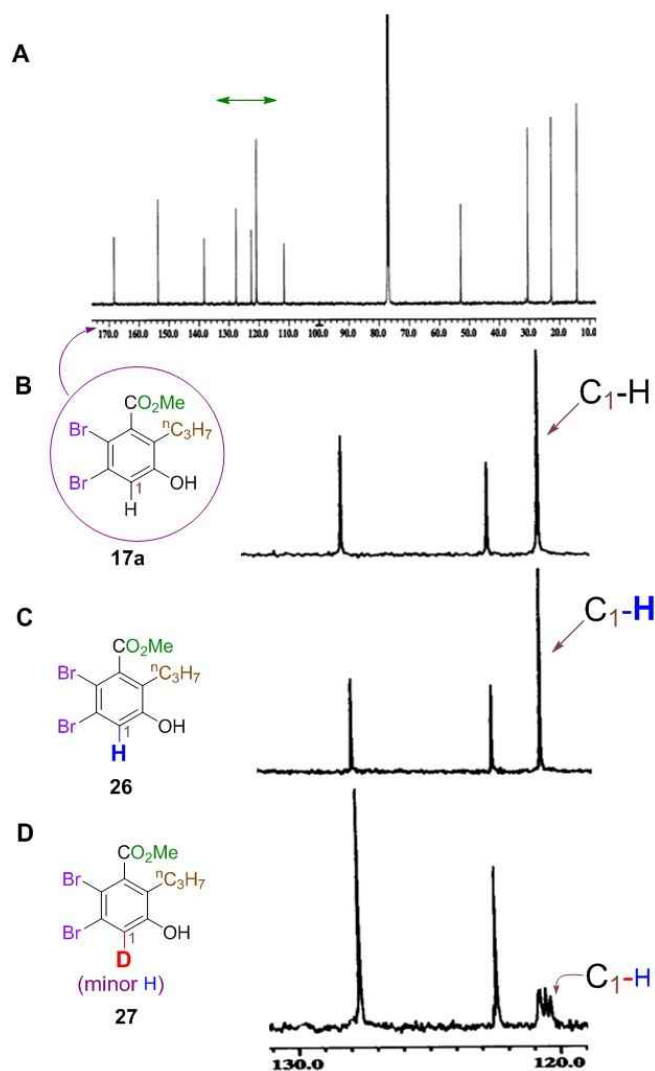 A
170.0 160.0 150.0 140.0 130.0 120.0 110.0 100.0 90.0 80.0 70.0 60.0 50.0 40.0 30.0 20.0 10.0
B
CO₂Me
Br
ⁿC₃H₇
Br
OH
1
H
17a
C₁-H
C
CO₂Me
Br
ⁿC₃H₇
Br
OH
1
H
26
C₁-H
D
CO₂Me
Br
ⁿC₃H₇
Br
OH
1
D
(minor H)
27
C₁-H
130.0 120.0